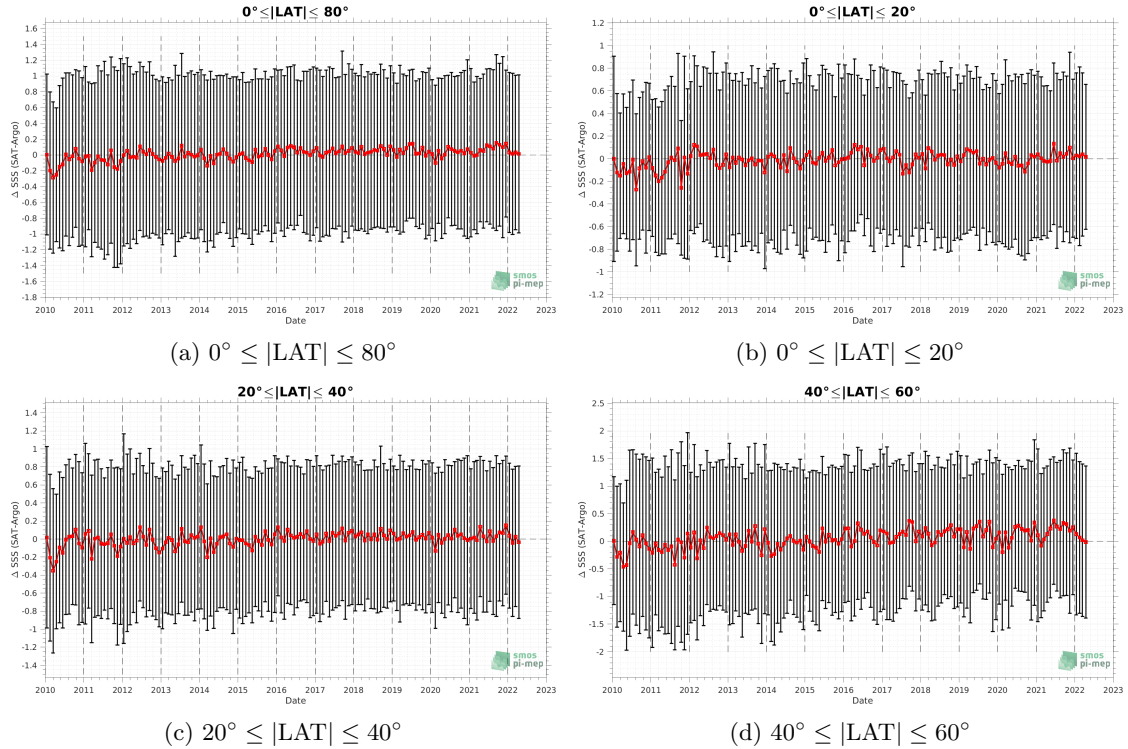 0°≤|LAT|≤ 80°
Δ SSS (SAT-Argo)
1.6
1.4
1.2
1
0.8
0.6
0.4
0.2
0
-0.2
-0.4
-0.6
-0.8
-1
-1.2
-1.4
-1.6
-1.8
2010 2011 2012 2013 2014 2015 2016 2017 2018 2019 2020 2021 2022 2023
Date
smos
pi-mep
(a) 0° ≤ |LAT| ≤ 80°
0°≤|LAT|≤ 20°
Δ SSS (SAT-Argo)
1.2
1
0.8
0.6
0.4
0.2
0
-0.2
-0.4
-0.6
-0.8
-1
-1.2
2010 2011 2012 2013 2014 2015 2016 2017 2018 2019 2020 2021 2022 2023
Date
smos
pi-mep
(b) 0° ≤ |LAT| ≤ 20°
20°≤|LAT|≤ 40°
Δ SSS (SAT-Argo)
1.4
1.2
1
0.8
0.6
0.4
0.2
0
-0.2
-0.4
-0.6
-0.8
-1
-1.2
-1.4
2010 2011 2012 2013 2014 2015 2016 2017 2018 2019 2020 2021 2022 2023
Date
smos
pi-mep
(c) 20° ≤ |LAT| ≤ 40°
40°≤|LAT|≤ 60°
Δ SSS (SAT-Argo)
2.5
2
1.5
1
0.5
0
-0.5
-1
-1.5
-2
2010 2011 2012 2013 2014 2015 2016 2017 2018 2019 2020 2021 2022 2023
Date
smos
pi-mep
(d) 40° ≤ |LAT| ≤ 60°